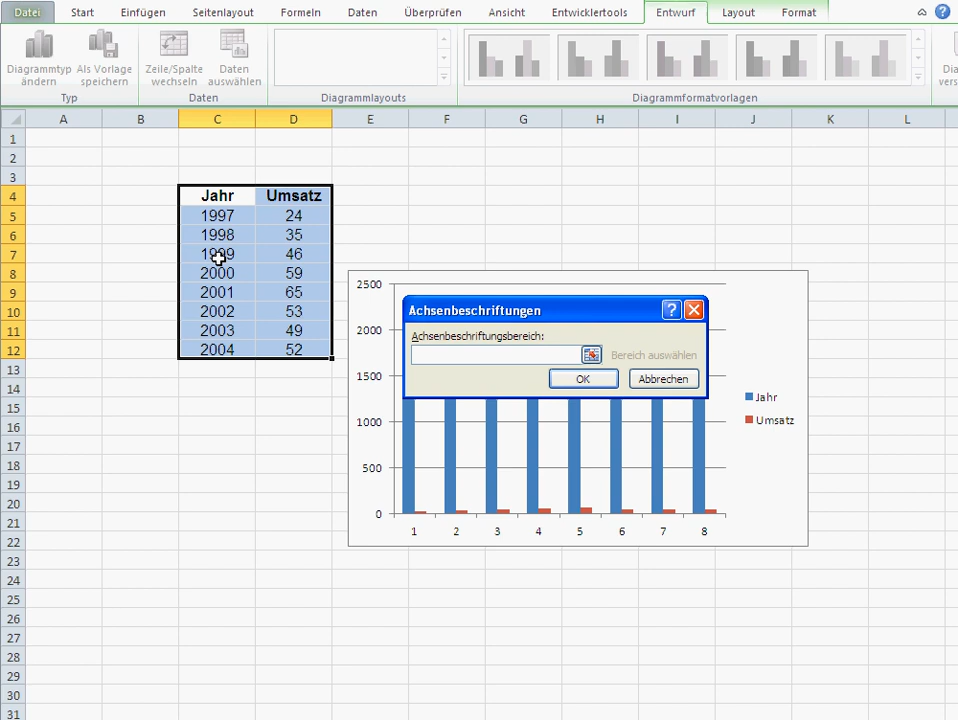 Datei Start Einfügen Seitenlayout Formeln Daten Überprüfen Ansicht Entwicklertools Entwurf Layout Format
Diagrammtyp ändern
Als Vorlage speichern
Zeile/Spalte wechseln
Daten auswählen
Typ Daten Diagrammlayouts Diagrammformatvorlagen
A B C D E F G H I J K L
1
2
3
4 Jahr Umsatz
5 1997 24
6 1998 35
7 1999 46
8 2000 59
9 2001 65
10 2002 53
11 2003 49
12 2004 52
13
14
15
16
17
18
19
20
21
22
23
24
25
26
27
28
29
30
31
2500
2000
1500
1000
500
0
1 2 3 4 5 6 7 8
Jahr
Umsatz
Achsenbeschriftungen
Achsenbeschriftungsbereich:
Bereich auswählen
OK Abbrechen